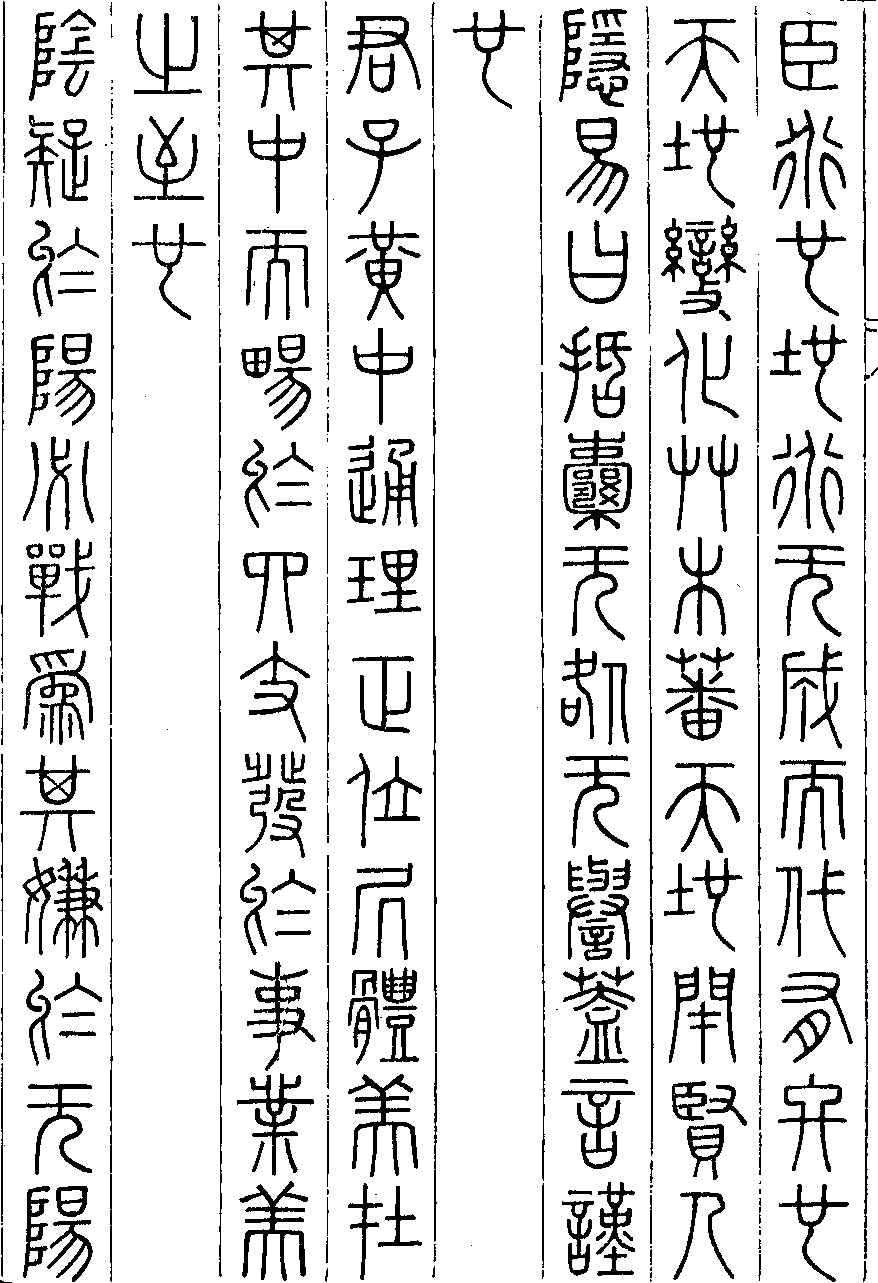 臣道也地道无成而代有終也
天地變化草木蕃天地閉賢人
隱易曰括囊无咎无譽蓋言謹
也
君子黃中通理正位居體美在
其中而暢於四支發於事業美
之至也
陰疑於陽必戰為其嫌於无陽